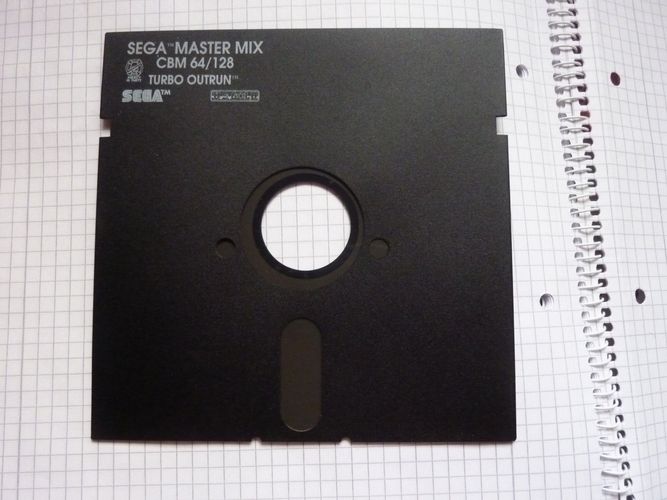 SEGA™ MASTER MIX
CBM 64/128
TURBO OUTRUN™
SEGA™